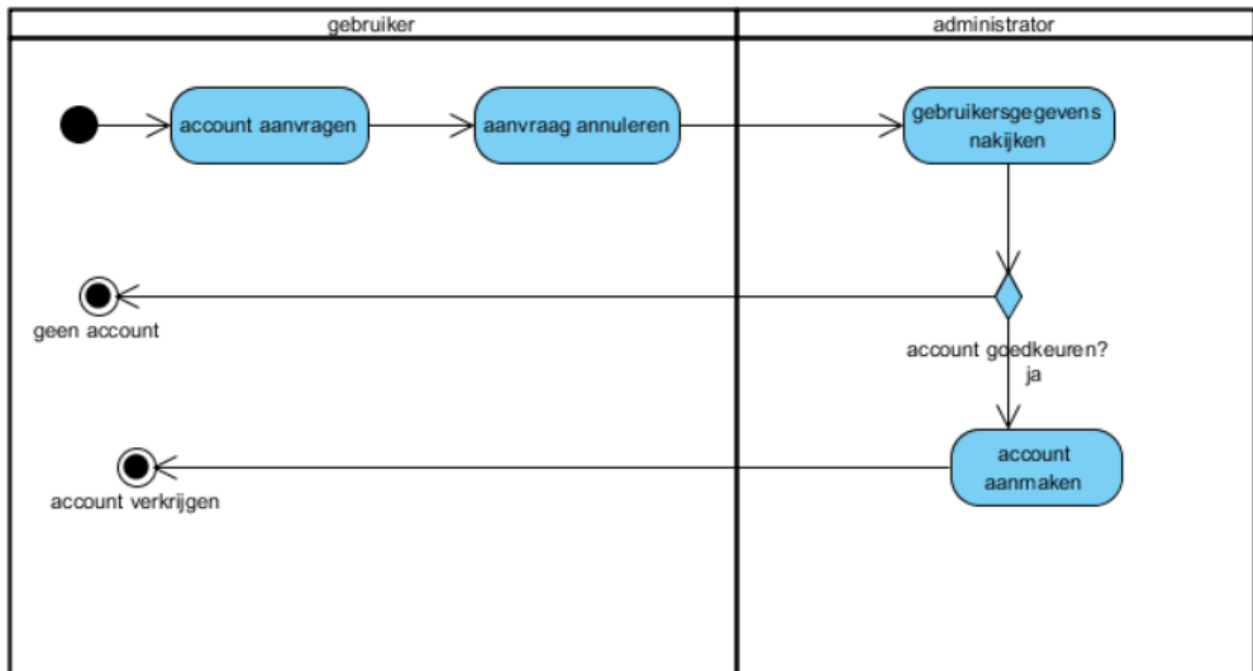 gebruiker
administrator
account aanvragen
aanvraag annuleren
gebruikersgegevens
nakijken
geen account
account goedkeuren?
ja
account
aanmaken
account verkrijgen